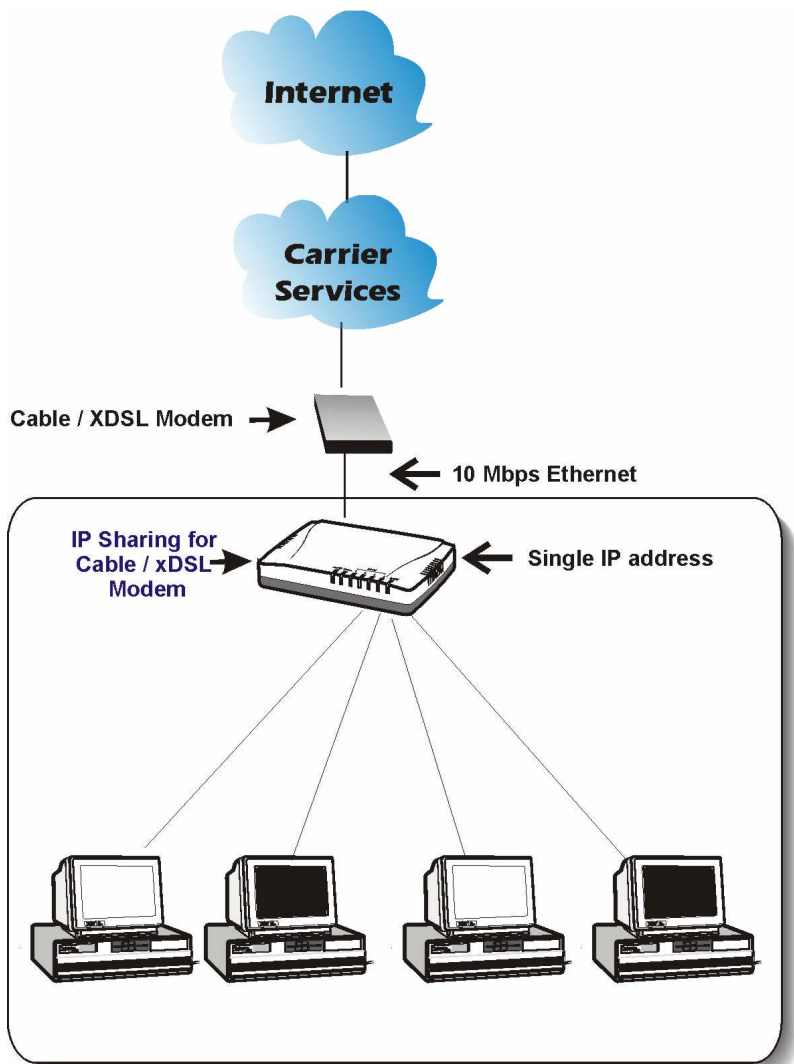 Internet
Carrier
Services
Cable / XDSL Modem
10 Mbps Ethernet
IP Sharing for
Cable / xDSL
Modem
Single IP address